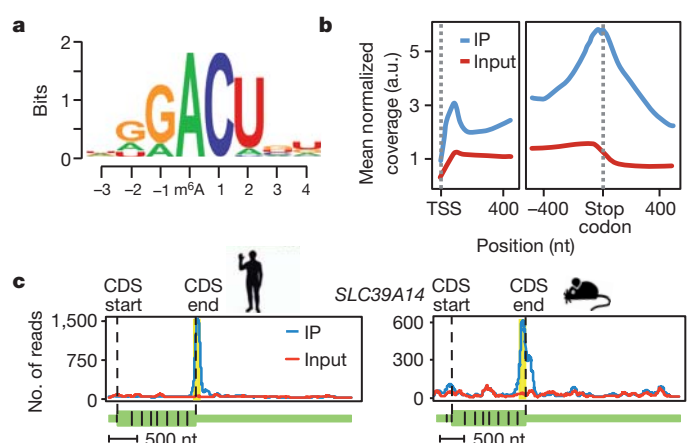 a
2
1
0
Bits
G
G A C U
A A
−3 −2 −1 m⁶A 1 2 3 4
b
Mean normalized
coverage (a.u.)
5
3
1
IP
Input
TSS 400 −400 Stop
codon 400
Position (nt)
c
CDS
start
CDS
end
SLC39A14
CDS
start
CDS
end
No. of reads
1,500
750
0
IP
Input
600
300
0
500 nt
500 nt